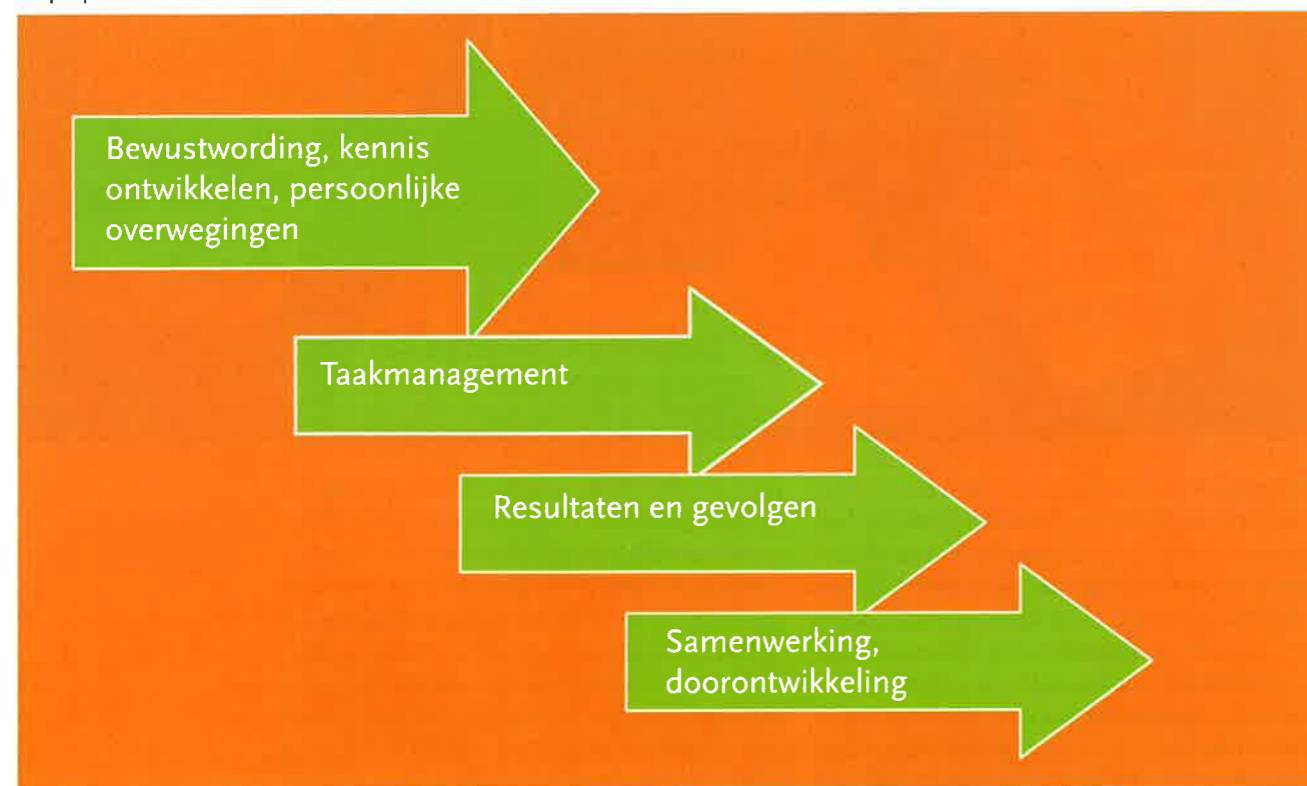 Bewustwording, kennis
ontwikkelen, persoonlijke
overwegingen
Taakmanagement
Resultaten en gevolgen
Samenwerking,
doorontwikkeling